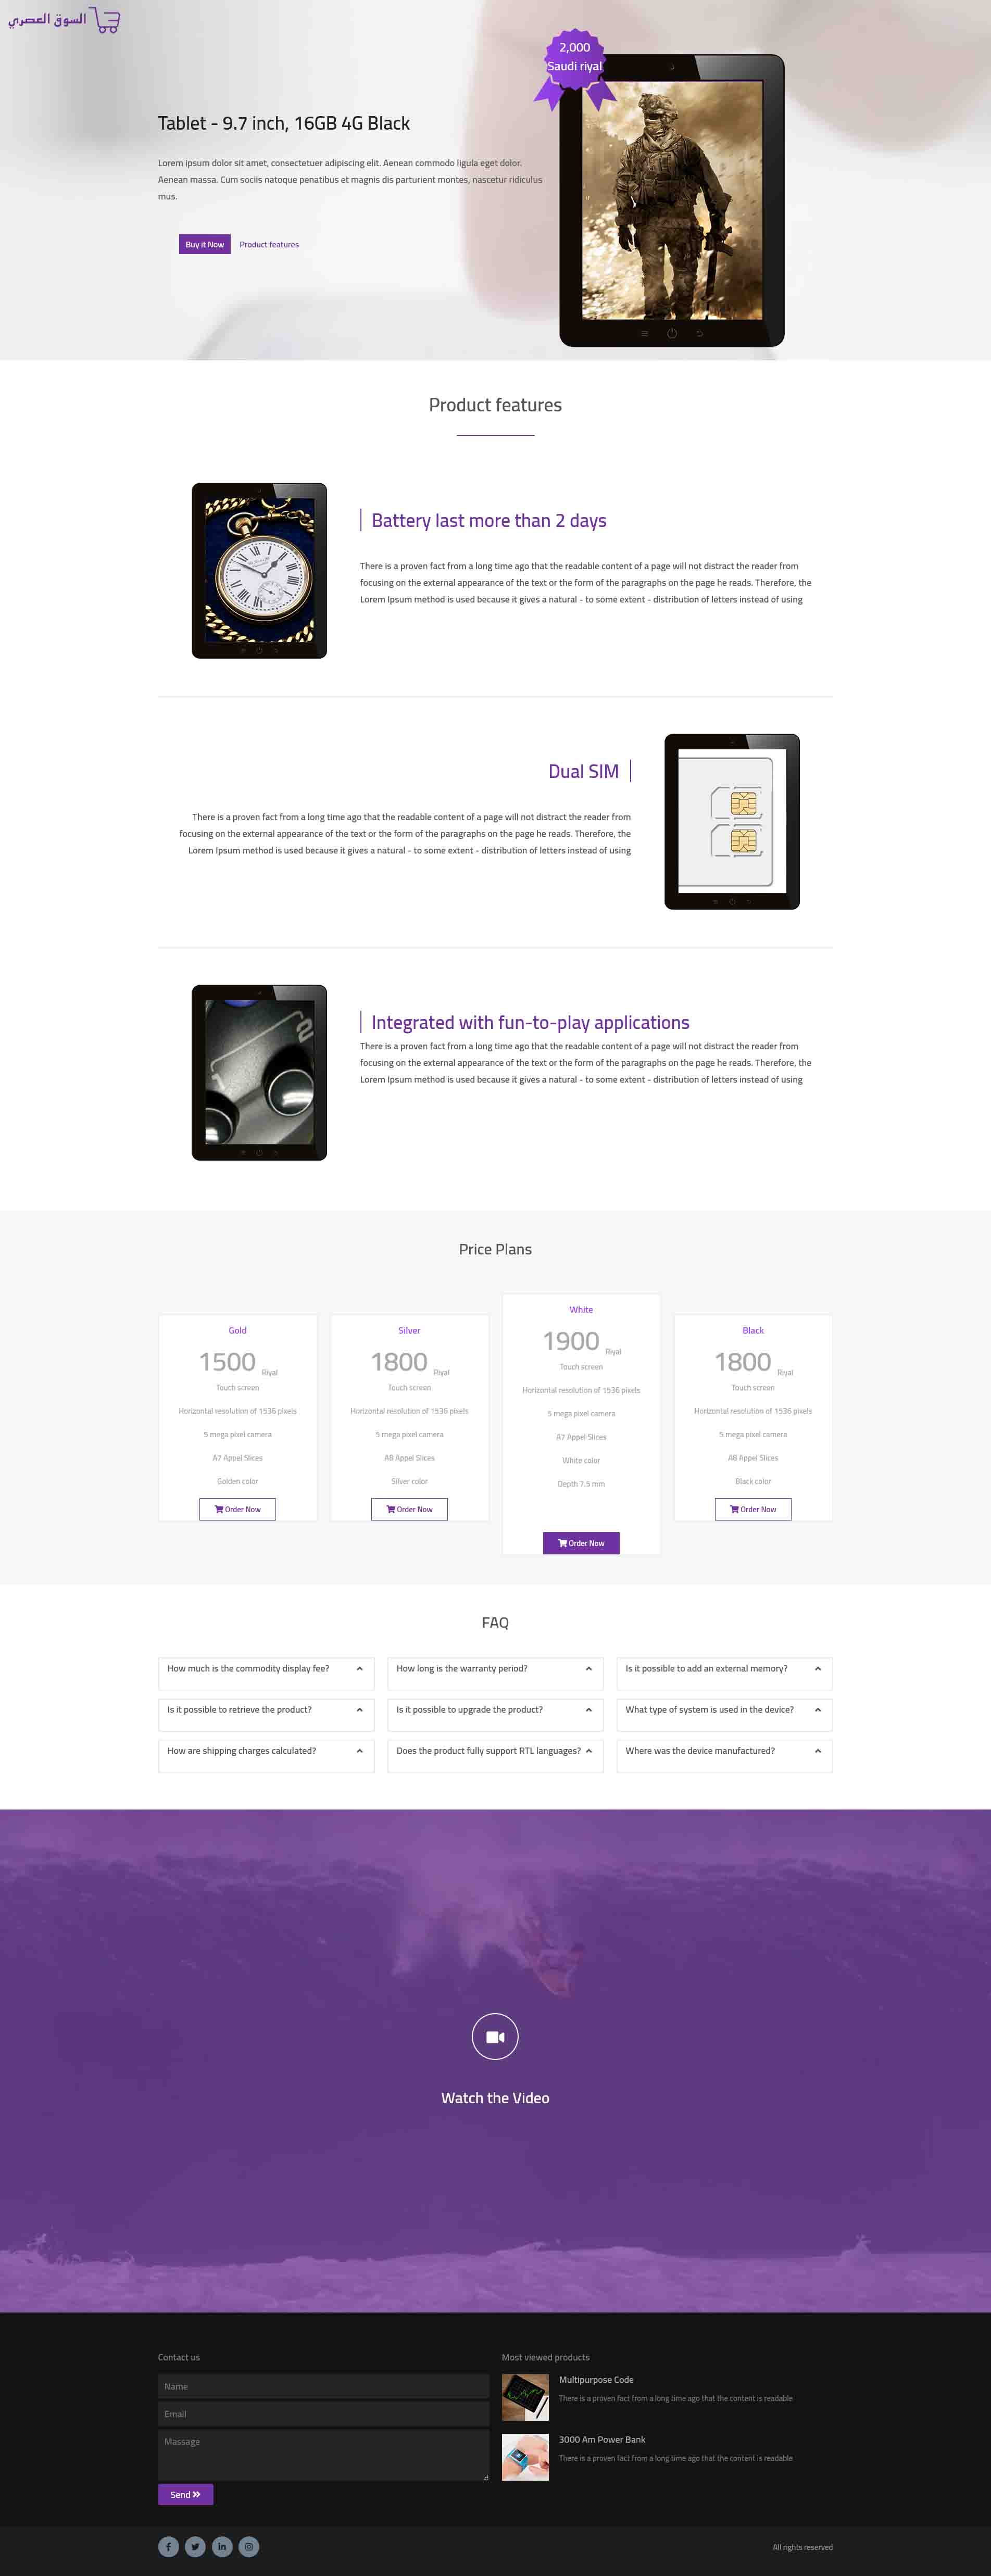 السوق العصري
2,000
Saudi riyal
Tablet - 9.7 inch, 16GB 4G Black
Lorem ipsum dolor sit amet, consectetuer adipiscing elit. Aenean commodo ligula eget dolor.
Aenean massa. Cum sociis natoque penatibus et magnis dis parturient montes, nascetur ridiculus
mus.
Buy it Now
Product features
Product features
Battery last more than 2 days
There is a proven fact from a long time ago that the readable content of a page will not distract the reader from
focusing on the external appearance of the text or the form of the paragraphs on the page he reads. Therefore, the
Lorem Ipsum method is used because it gives a natural - to some extent - distribution of letters instead of using
Dual SIM
There is a proven fact from a long time ago that the readable content of a page will not distract the reader from
focusing on the external appearance of the text or the form of the paragraphs on the page he reads. Therefore, the
Lorem Ipsum method is used because it gives a natural - to some extent - distribution of letters instead of using
Integrated with fun-to-play applications
There is a proven fact from a long time ago that the readable content of a page will not distract the reader from
focusing on the external appearance of the text or the form of the paragraphs on the page he reads. Therefore, the
Lorem Ipsum method is used because it gives a natural - to some extent - distribution of letters instead of using
Price Plans
Gold
1500 Riyal
Touch screen
Horizontal resolution of 1536 pixels
5 mega pixel camera
A7 Appel Slices
Golden color
Order Now
Silver
1800 Riyal
Touch screen
Horizontal resolution of 1536 pixels
5 mega pixel camera
A8 Appel Slices
Silver color
Order Now
White
1900 Riyal
Touch screen
Horizontal resolution of 1536 pixels
5 mega pixel camera
A7 Appel Slices
White color
Depth 7.5 mm
Order Now
Black
1800 Riyal
Touch screen
Horizontal resolution of 1536 pixels
5 mega pixel camera
A8 Appel Slices
Black color
Order Now
FAQ
How much is the commodity display fee?
How long is the warranty period?
Is it possible to add an external memory?
Is it possible to retrieve the product?
Is it possible to upgrade the product?
What type of system is used in the device?
How are shipping charges calculated?
Does the product fully support RTL languages?
Where was the device manufactured?
Watch the Video
Contact us
Name
Email
Massage
Send
Most viewed products
Multipurpose Code
There is a proven fact from a long time ago that the content is readable
3000 Am Power Bank
There is a proven fact from a long time ago that the content is readable
All rights reserved